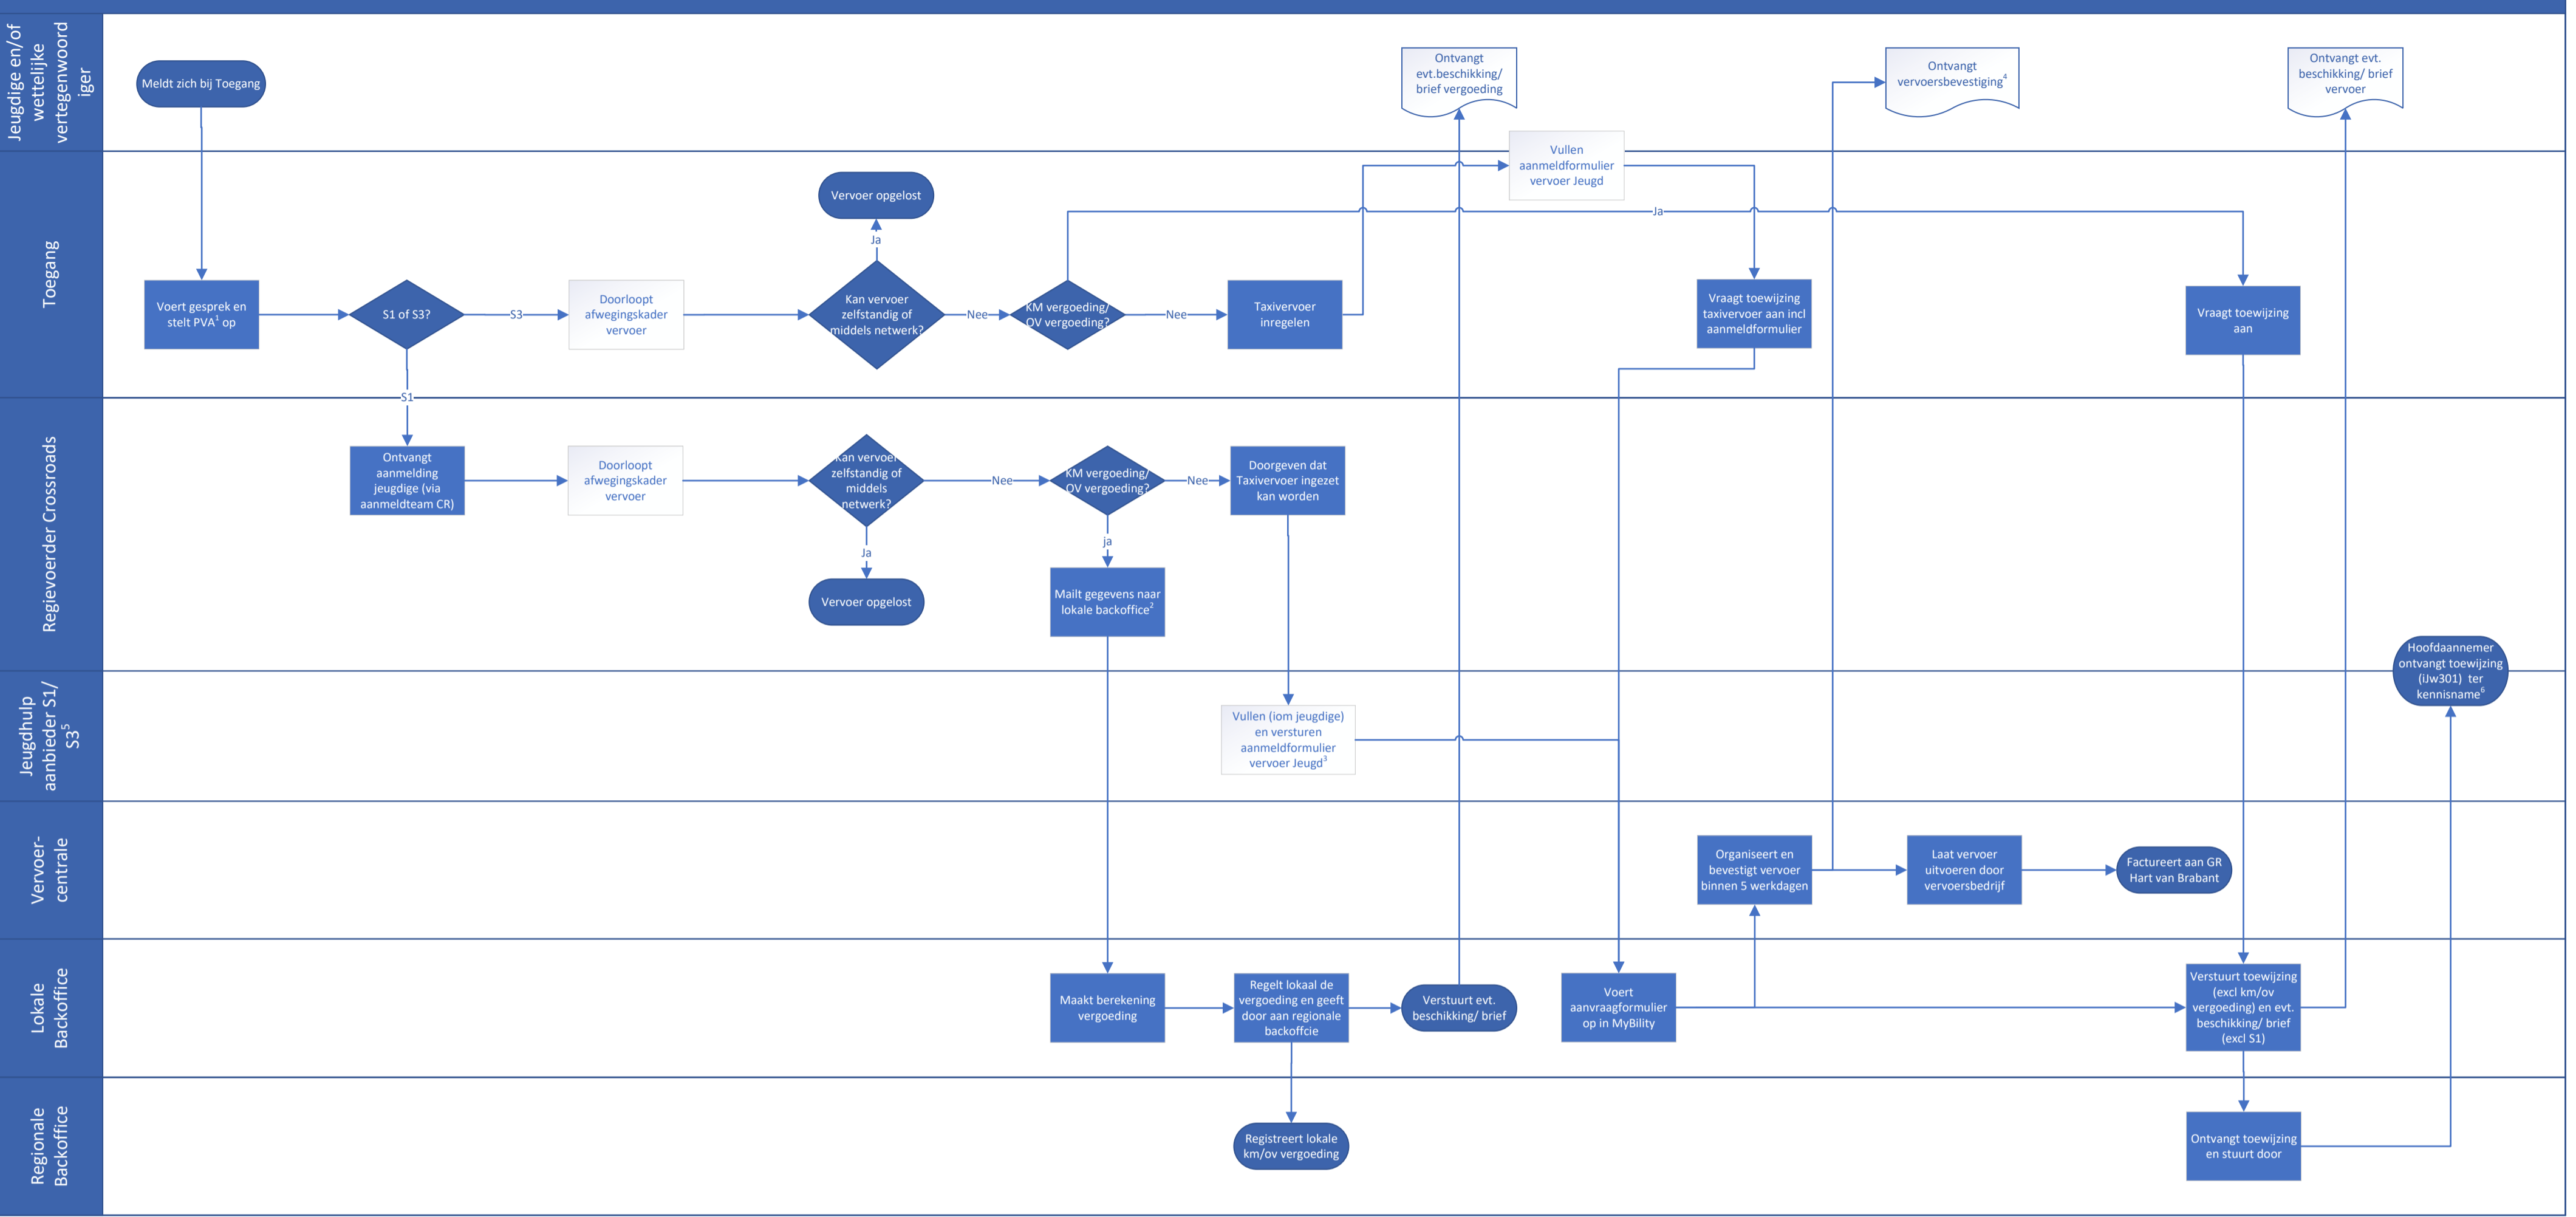 Jeugdige en/of
wettelijke
vertegenwoord
iger
Meldt zich bij Toegang
Ontvangt
evt.beschikking/
brief vergoeding
Ontvangt
vervoersbevestiging4
Ontvangt evt.
beschikking/ brief
vervoer
Toegang
Vullen
aanmeldformulier
vervoer Jeugd
Vervoer opgelost
Ja
Ja
Voert gesprek en
stelt PVA1 op
S1 of S3?
S3
Doorloopt
afwegingskader
vervoer
Kan vervoer
zelfstandig of
middels netwerk?
Nee
KM vergoeding/
OV vergoeding?
Nee
Taxivervoer
inregelen
Vraagt toewijzing
taxivervoer aan incl
aanmeldformulier
Vraagt toewijzing
aan
S1
Regievoerder Crossroads
Ontvangt
aanmelding
jeugdige (via
aanmeldteam CR)
Doorloopt
afwegingskader
vervoer
Kan vervoer
zelfstandig of
middels
netwerk?
Nee
KM vergoeding/
OV vergoeding?
Nee
Doorgeven dat
Taxivervoer ingezet
kan worden
Ja
ja
Vervoer opgelost
Mailt gegevens naar
lokale backoffice2
Jeugdhulp
aanbieder S1/
S35
Vullen (iom jeugdige)
en versturen
aanmeldformulier
vervoer Jeugd3
Hoofdaannemer
ontvangt toewijzing
(iJw301) ter
kennisname6
Vervoer-
centrale
Organiseert en
bevestigt vervoer
binnen 5 werkdagen
Laat vervoer
uitvoeren door
vervoersbedrijf
Factureert aan GR
Hart van Brabant
Lokale
Backoffice
Maakt berekening
vergoeding
Regelt lokaal de
vergoeding en geeft
door aan regionale
backoffcie
Verstuurt evt.
beschikking/ brief
Voert
aanvraagformulier
op in MyBility
Verstuurt toewijzing
(excl km/ov
vergoeding) en evt.
beschikking/ brief
(excl S1)
Regionale
Backoffice
Registreert lokale
km/ov vergoeding
Ontvangt toewijzing
en stuurt door